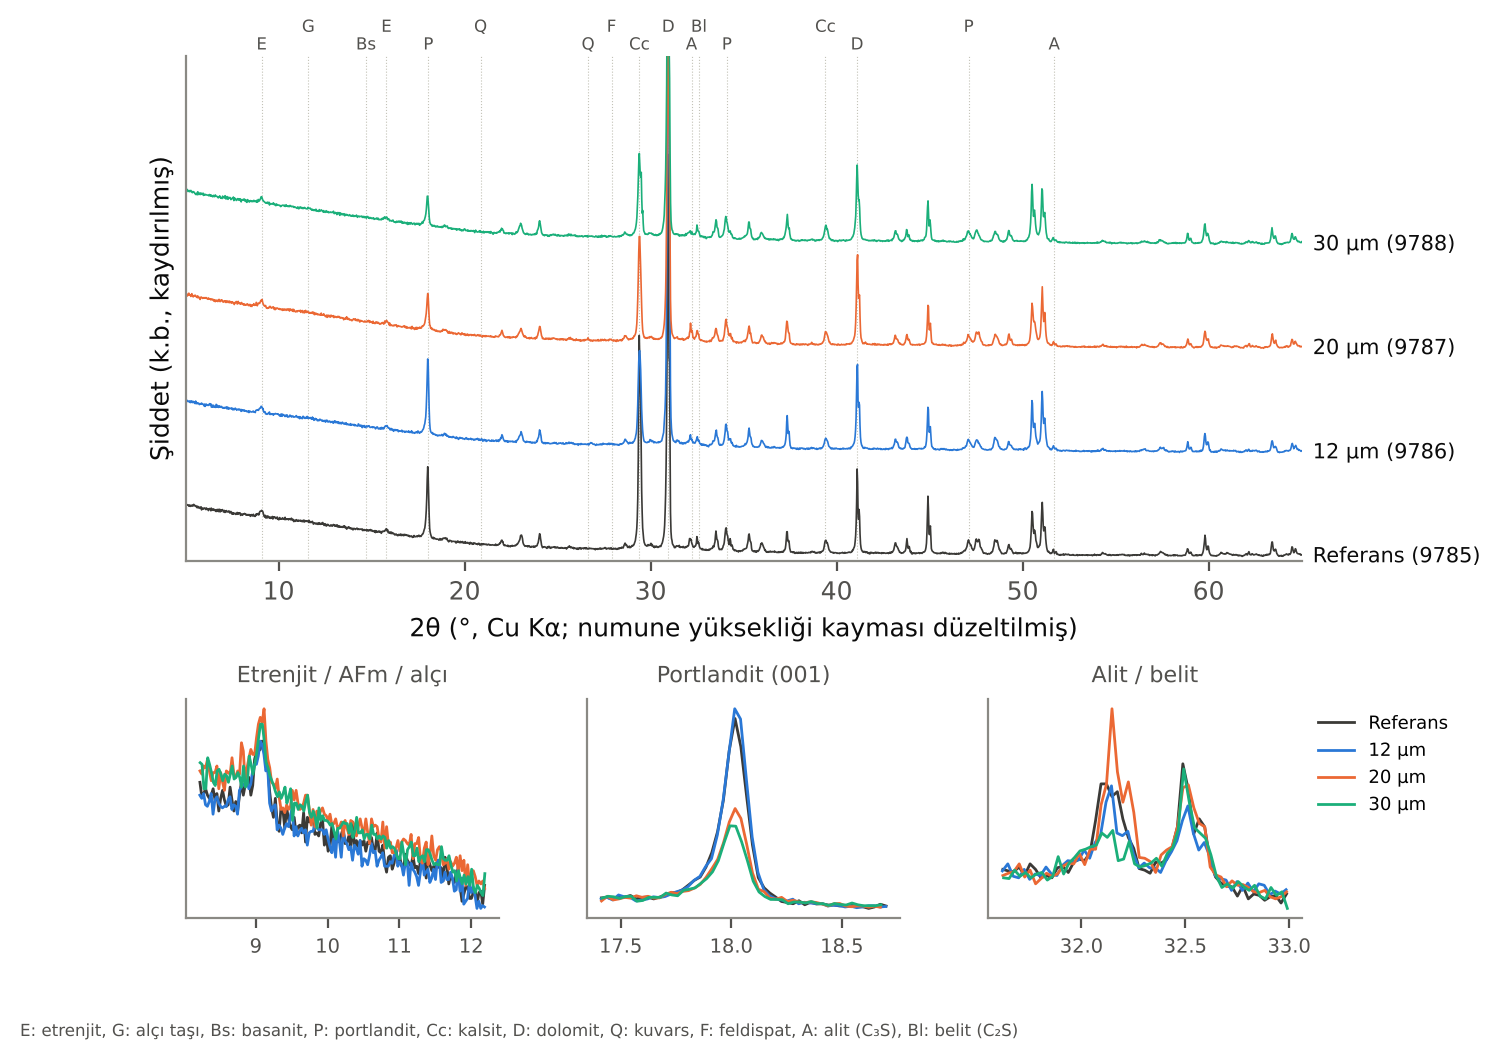 G E Q F D Bl Cc P
E Bs P Q Cc A P D A
Şiddet (k.b., kaydırılmış)
30 µm (9788)
20 µm (9787)
12 µm (9786)
Referans (9785)
10 20 30 40 50 60
2θ (°, Cu Kα; numune yüksekliği kayması düzeltilmiş)
Etrenjit / AFm / alçı
9 10 11 12
Portlandit (001)
17.5 18.0 18.5
Alit / belit
32.0 32.5 33.0
Referans
12 µm
20 µm
30 µm
E: etrenjit, G: alçı taşı, Bs: basanit, P: portlandit, Cc: kalsit, D: dolomit, Q: kuvars, F: feldispat, A: alit (C₃S), Bl: belit (C₂S)